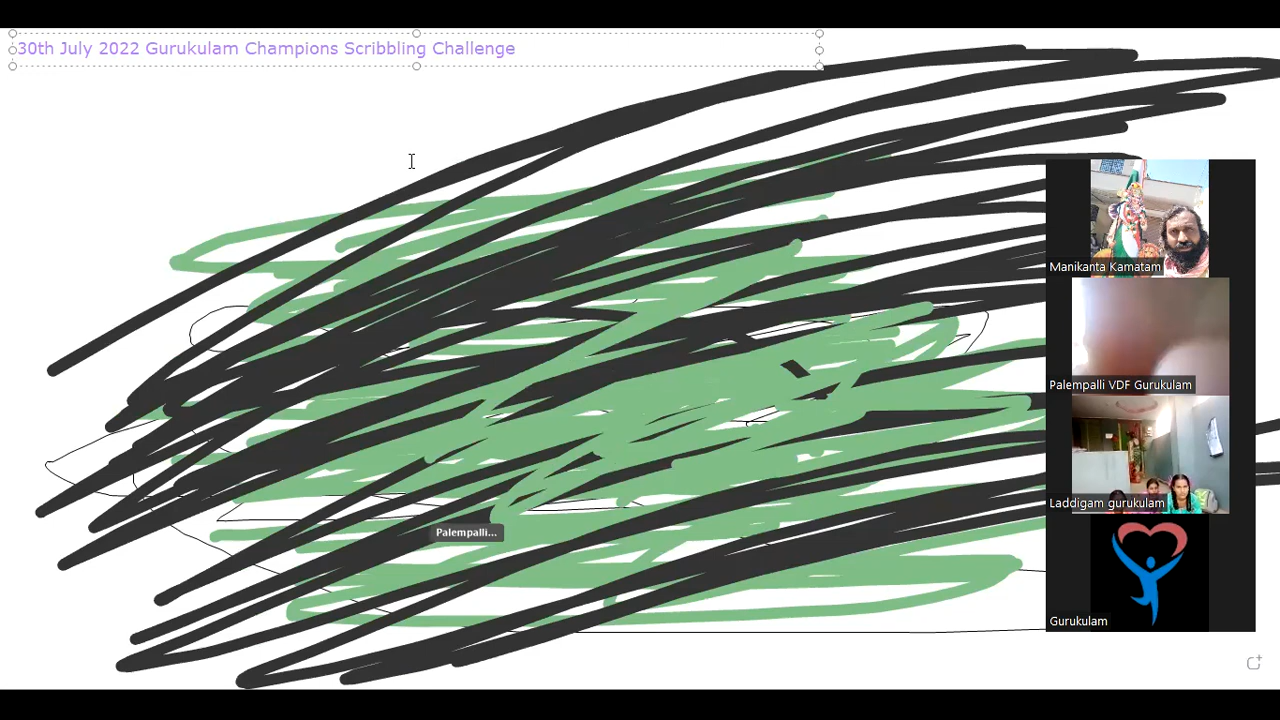 30th July 2022 Gurukulam Champions Scribbling Challenge
Manikanta Kamatam
Palempalli VDF Gurukulam
Laddigam gurukulam
Palempalli...
Gurukulam